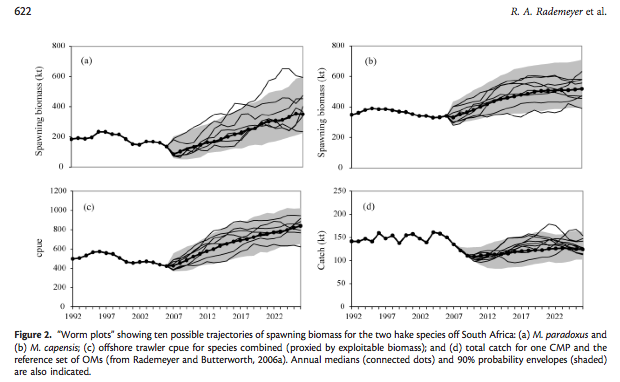 622
R. A. Rademeyer et al.
800
600
400
200
0
Spawning biomass (kt)
(a)
800
600
400
200
0
Spawning biomass (kt)
(b)
1200
1000
800
600
400
200
0
cpue
(c)
1992 1997 2002 2007 2012 2017 2022
250
200
150
100
50
0
Catch (kt)
(d)
1992 1997 2002 2007 2012 2017 2022
Figure 2. “Worm plots” showing ten possible trajectories of spawning biomass for the two hake species off South Africa: (a) M. paradoxus and
(b) M. capensis; (c) offshore trawler cpue for species combined (proxied by exploitable biomass); and (d) total catch for one CMP and the
reference set of OMs (from Rademeyer and Butterworth, 2006a). Annual medians (connected dots) and 90% probability envelopes (shaded)
are also indicated.